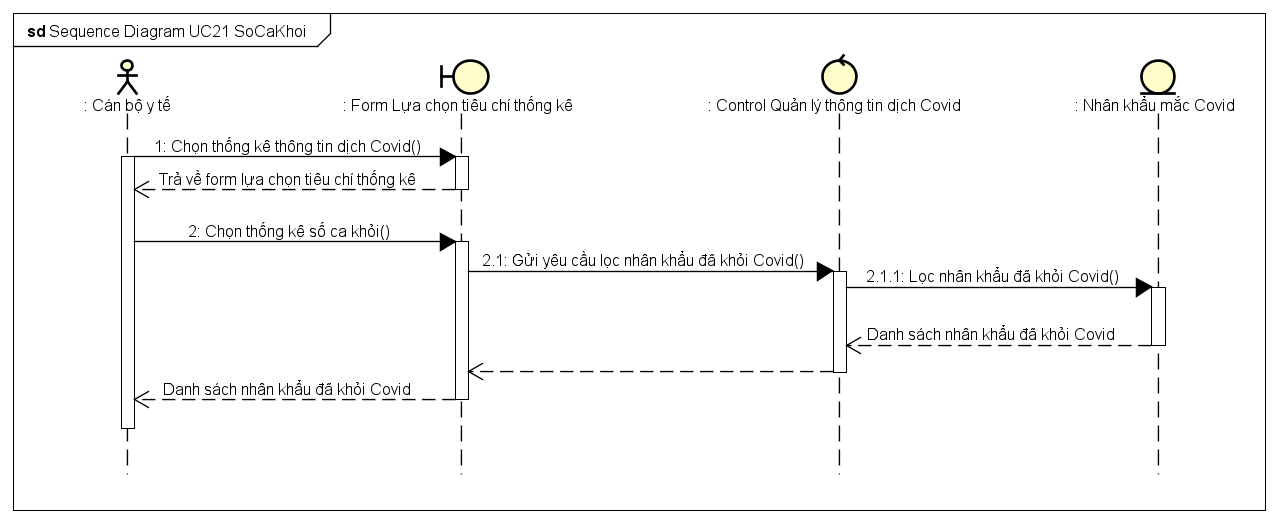 sd Sequence Diagram UC21 SoCaKhoi
: Cán bộ y tế
: Form Lựa chọn tiêu chí thống kê
: Control Quản lý thông tin dịch Covid
: Nhân khẩu mắc Covid
1: Chọn thống kê thông tin dịch Covid()
Trả về form lựa chọn tiêu chí thống kê
2: Chọn thống kê số ca khỏi()
2.1: Gửi yêu cầu lọc nhân khẩu đã khỏi Covid()
2.1.1: Lọc nhân khẩu đã khỏi Covid()
Danh sách nhân khẩu đã khỏi Covid
Danh sách nhân khẩu đã khỏi Covid